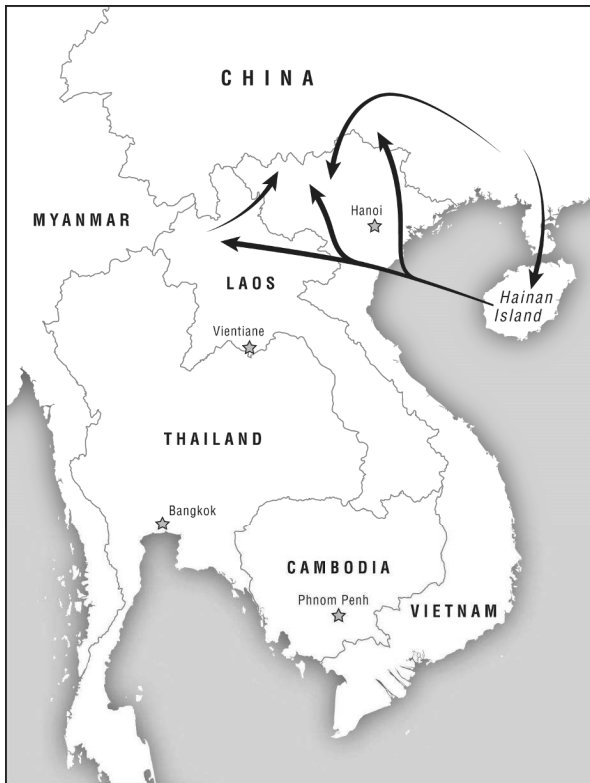 CHINA
Hanoi
MYANMAR
LAOS
Hainan
Island
Vientiane
THAILAND
Bangkok
CAMBODIA
Phnom Penh
VIETNAM